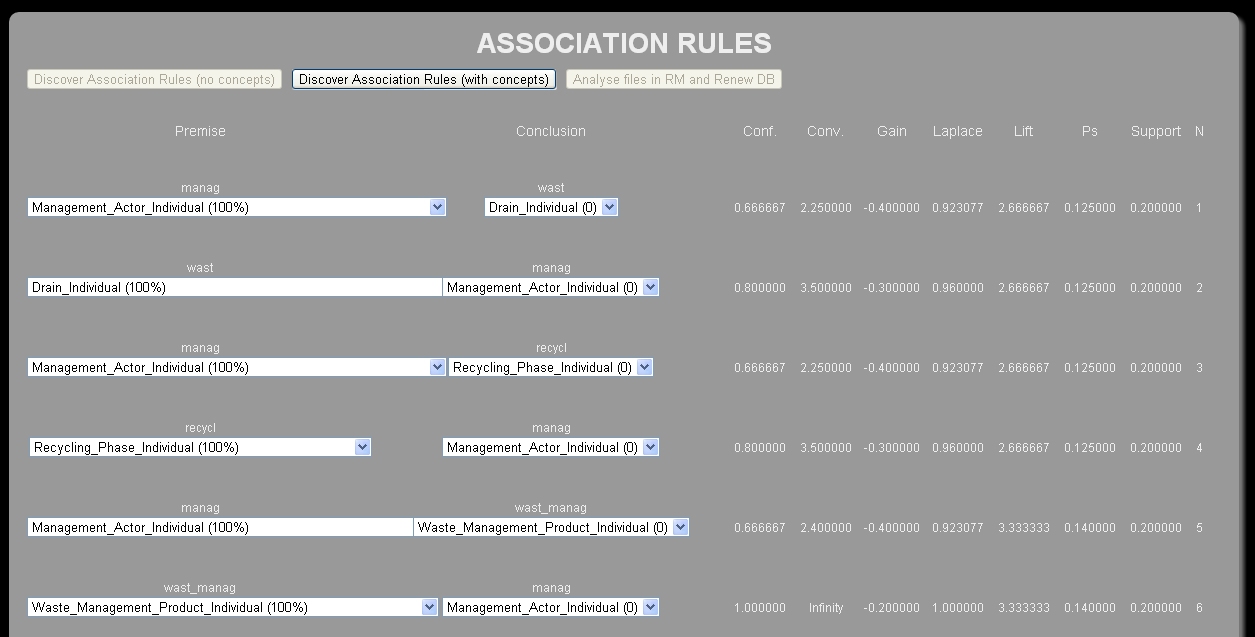 ASSOCIATION RULES
Discover Association Rules (no concepts) Discover Association Rules (with concepts) Analyse files in RM and Renew DB
Premise Conclusion Conf. Conv. Gain Laplace Lift Ps Support N
manag wast
Management_Actor_Individual (100%) Drain_Individual (0) 0.666667 2.250000 -0.400000 0.923077 2.666667 0.125000 0.200000 1
wast manag
Drain_Individual (100%) Management_Actor_Individual (0) 0.800000 3.500000 -0.300000 0.960000 2.666667 0.125000 0.200000 2
manag recycl
Management_Actor_Individual (100%) Recycling_Phase_Individual (0) 0.666667 2.250000 -0.400000 0.923077 2.666667 0.125000 0.200000 3
recycl manag
Recycling_Phase_Individual (100%) Management_Actor_Individual (0) 0.800000 3.500000 -0.300000 0.960000 2.666667 0.125000 0.200000 4
manag wast_manag
Management_Actor_Individual (100%) Waste_Management_Product_Individual (0) 0.666667 2.400000 -0.400000 0.923077 3.333333 0.140000 0.200000 5
wast_manag manag
Waste_Management_Product_Individual (100%) Management_Actor_Individual (0) 1.000000 Infinity -0.200000 1.000000 3.333333 0.140000 0.200000 6